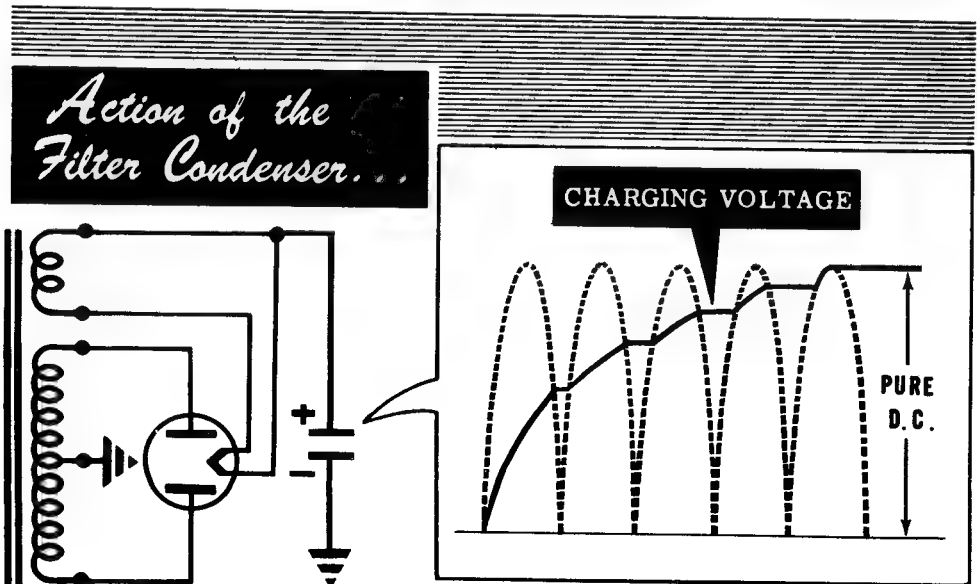 Action of the
Filter Condenser...
CHARGING VOLTAGE
+
−
PURE
D.C.